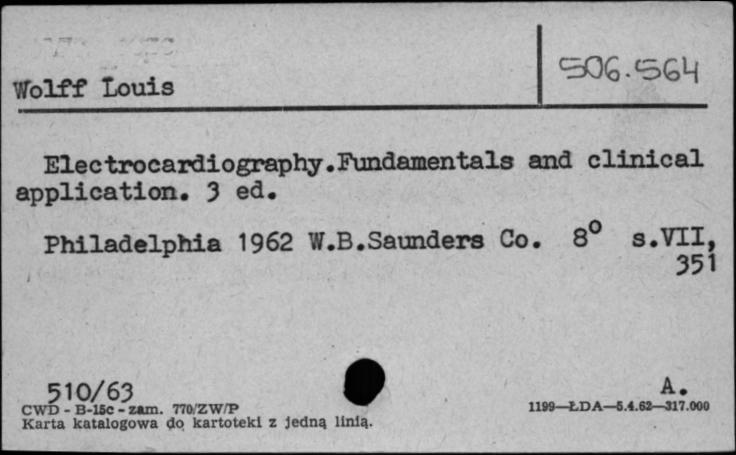 506.564
Wolff Louis
Electrocardiography.Fundamentals and clinical
application. 3 ed.
Philadelphia 1962 W.B.Saunders Co. 8° s.VII,
351
510/63
A.
CWD - B-15c - zam. 770/ZW/P
1199—ŁDA—5.4.62—317.000
Karta katalogowa do kartoteki z jedną linią.